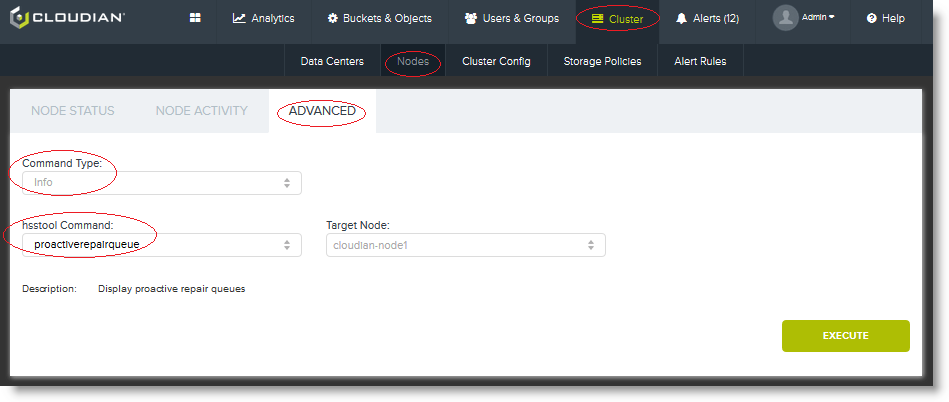 CLOUDIAN Analytics Buckets & Objects Users & Groups Cluster Alerts (12) Admin Help
Data Centers Nodes Cluster Config Storage Policies Alert Rules
NODE STATUS NODE ACTIVITY ADVANCED
Command Type:
Info
hsstool Command: Target Node:
proactiverepairqueue cloudian-node1
Description: Display proactive repair queues
EXECUTE